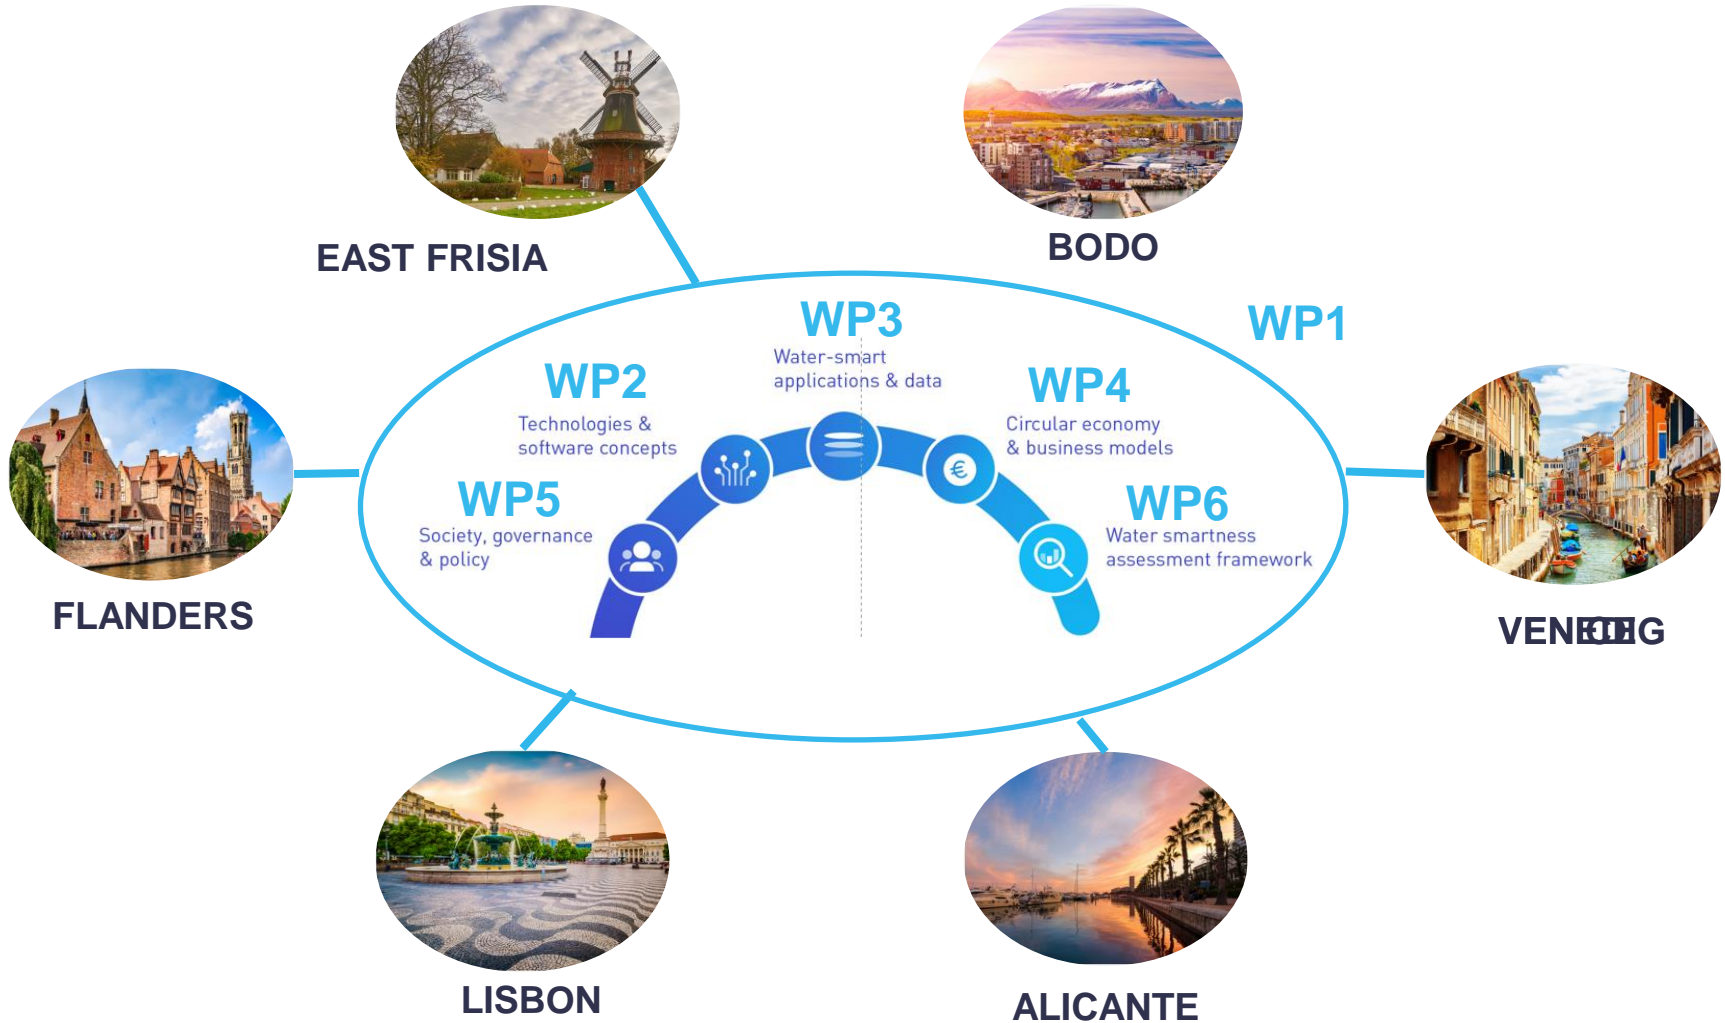 EAST FRISIA
BODO
WP1
WP3
Water-smart
applications & data
WP2
Technologies &
software concepts
WP4
Circular economy
& business models
WP5
Society, governance
& policy
WP6
Water smartness
assessment framework
€
FLANDERS
LISBON
ALICANTE